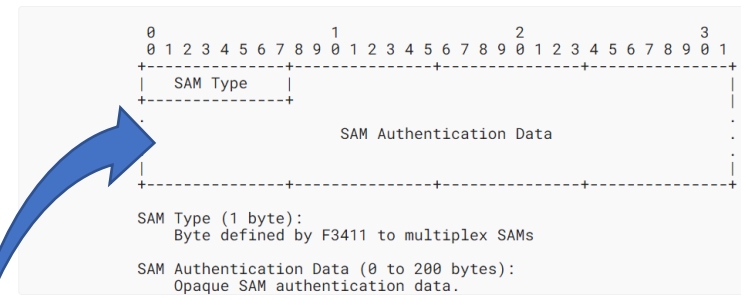 0                   1                   2                   3
0 1 2 3 4 5 6 7 8 9 0 1 2 3 4 5 6 7 8 9 0 1 2 3 4 5 6 7 8 9 0 1
+---------------+---------------+---------------+---------------+
|   SAM Type    |                                               |
+---------------+                                               |
.                                                               .
.                     SAM Authentication Data                   .
.                                                               .
|                                                               |
+---------------+---------------+---------------+---------------+
SAM Type (1 byte):
Byte defined by F3411 to multiplex SAMs
SAM Authentication Data (0 to 200 bytes):
Opaque SAM authentication data.